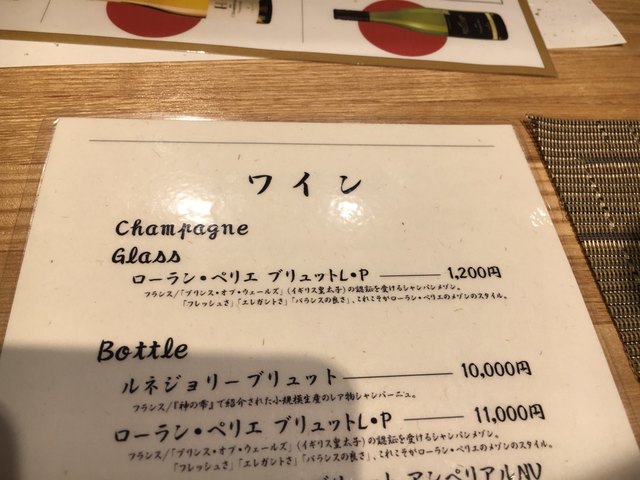 ワイン
Champagne
Glass
ローラン・ペリエ ブリュットL・P 1,200円
フランス/「プリンス・オブ・ウェールズ」(イギリス皇太子)の認証を受けるシャンパンメゾン。
「フレッシュさ」「エレガントさ」「バランスの良さ」、これこそがローラン・ペリエのメゾンのスタイル。
Bottle
ルネジョリーブリュット 10,000円
フランス/『神の雫』で紹介された小規模生産のレア物シャンパーニュ。
ローラン・ペリエ ブリュットL・P 11,000円
フランス/「プリンス・オブ・ウェールズ」(イギリス皇太子)の認証を受けるシャンパンメゾン。
「フレッシュさ」「エレガントさ」「バランスの良さ」、これこそがローラン・ペリエのメゾンのスタイル。
アンペリアルNV